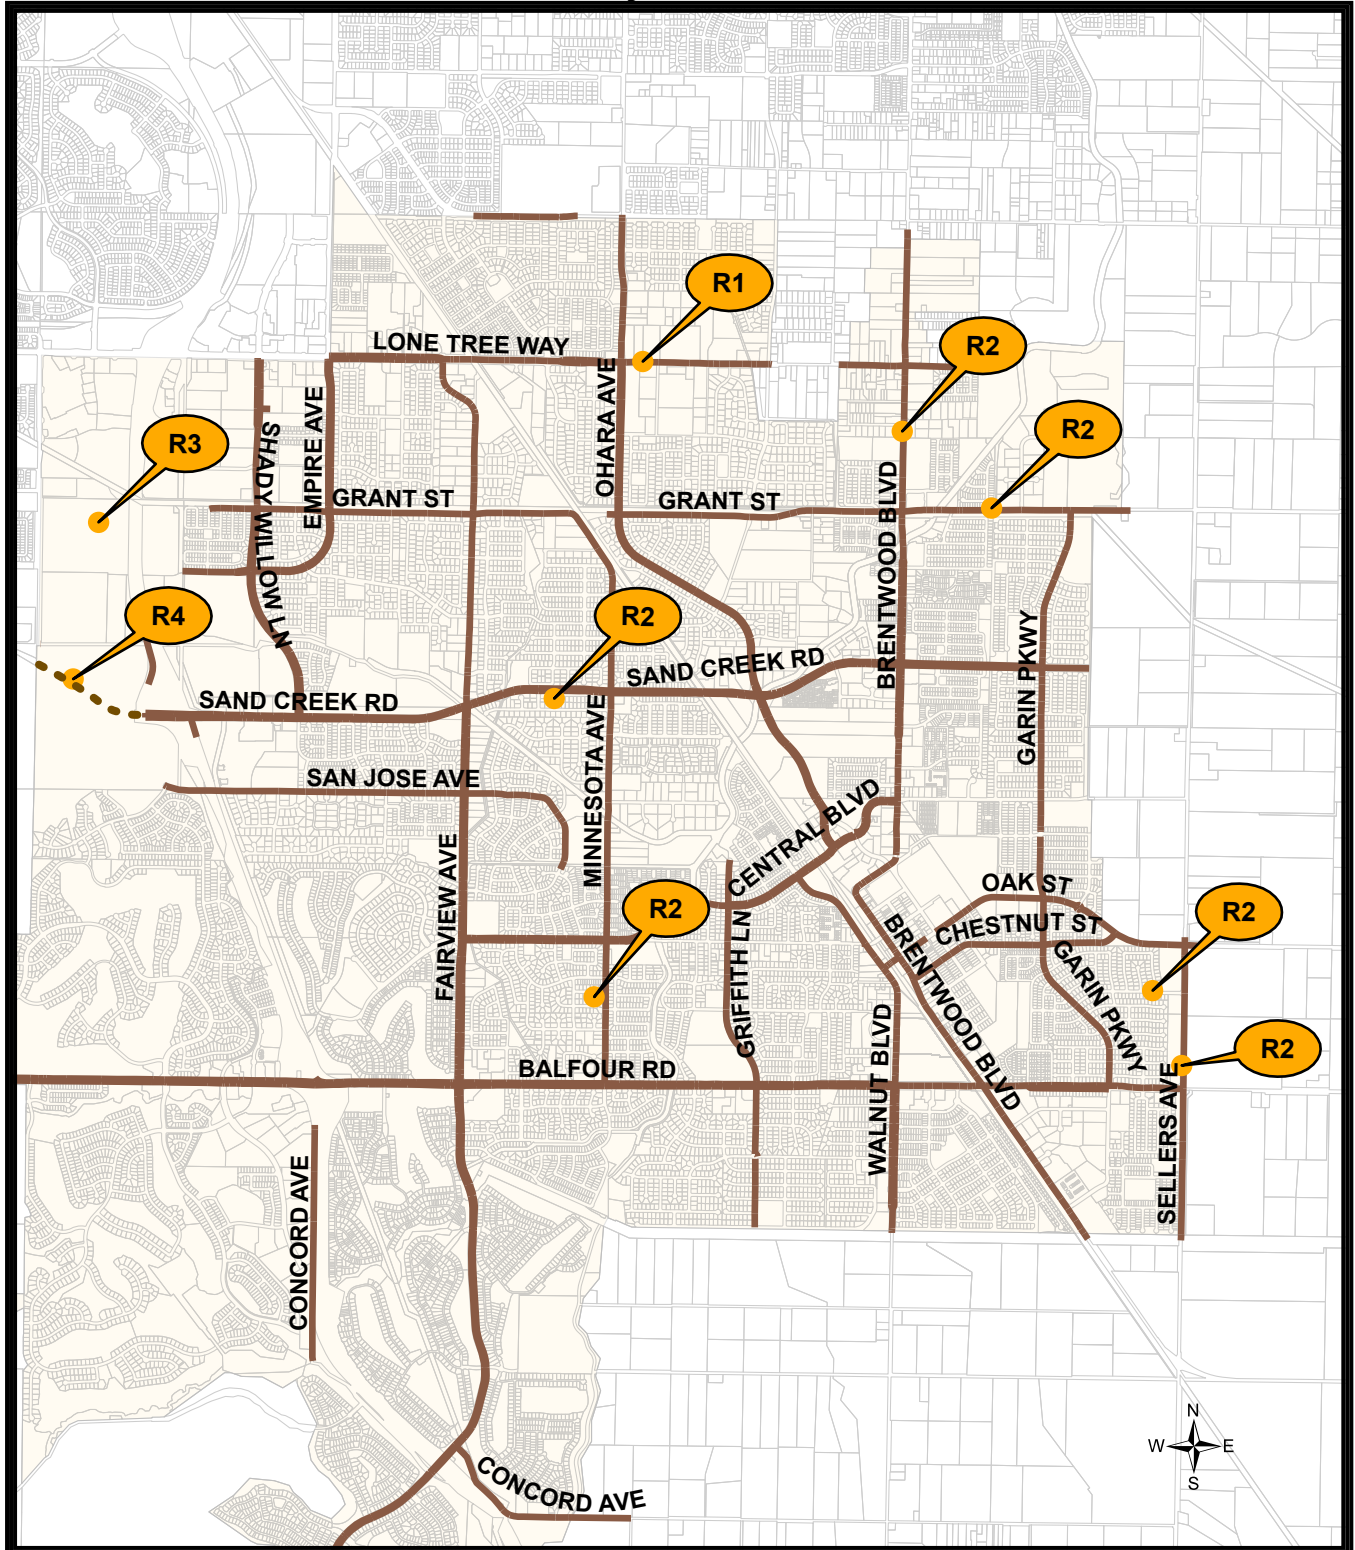 R1
LONE TREE WAY
R2
OHARA AVE
EMPIRE AVE
SHADY WILLOW LN
R3
R2
GRANT ST
GRANT ST
BRENTWOOD BLVD
R4
R2
GARIN PKWY
SAND CREEK RD
SAND CREEK RD
MINNESOTA AVE
SAN JOSE AVE
CENTRAL BLVD
FAIRVIEW AVE
OAK ST
R2
R2
CHESTNUT ST
GRIFFITH LN
BRENTWOOD BLVD
GARIN PKWY
WALNUT BLVD
R2
BALFOUR RD
SELLERS AVE
CONCORD AVE
N
W E
S
CONCORD AVE